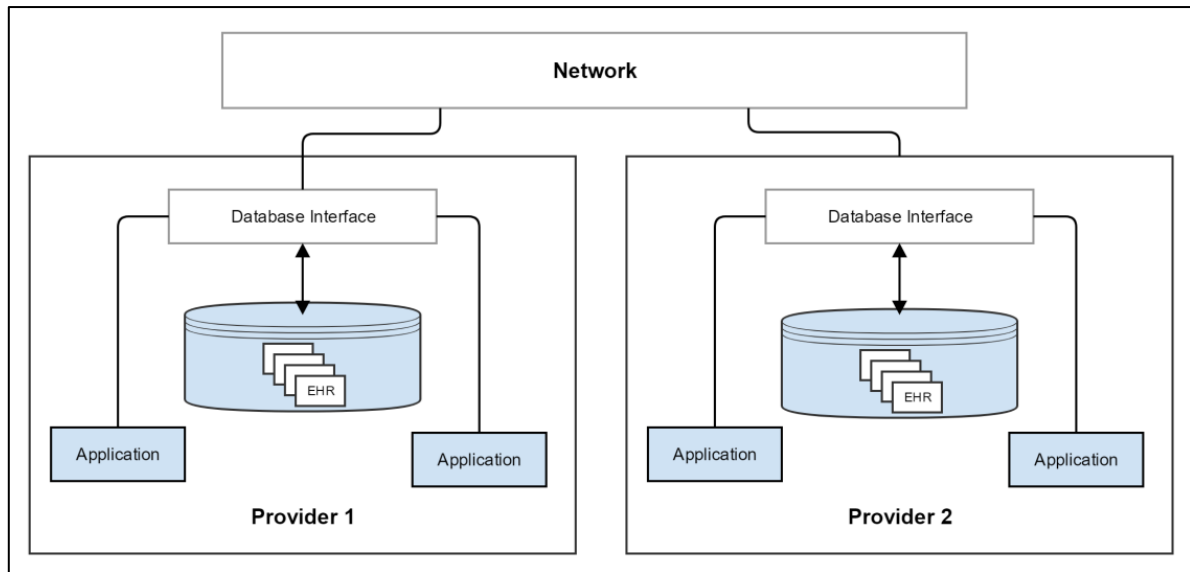 Network
Database Interface
EHR
Application
Application
Provider 1
Database Interface
EHR
Application
Application
Provider 2